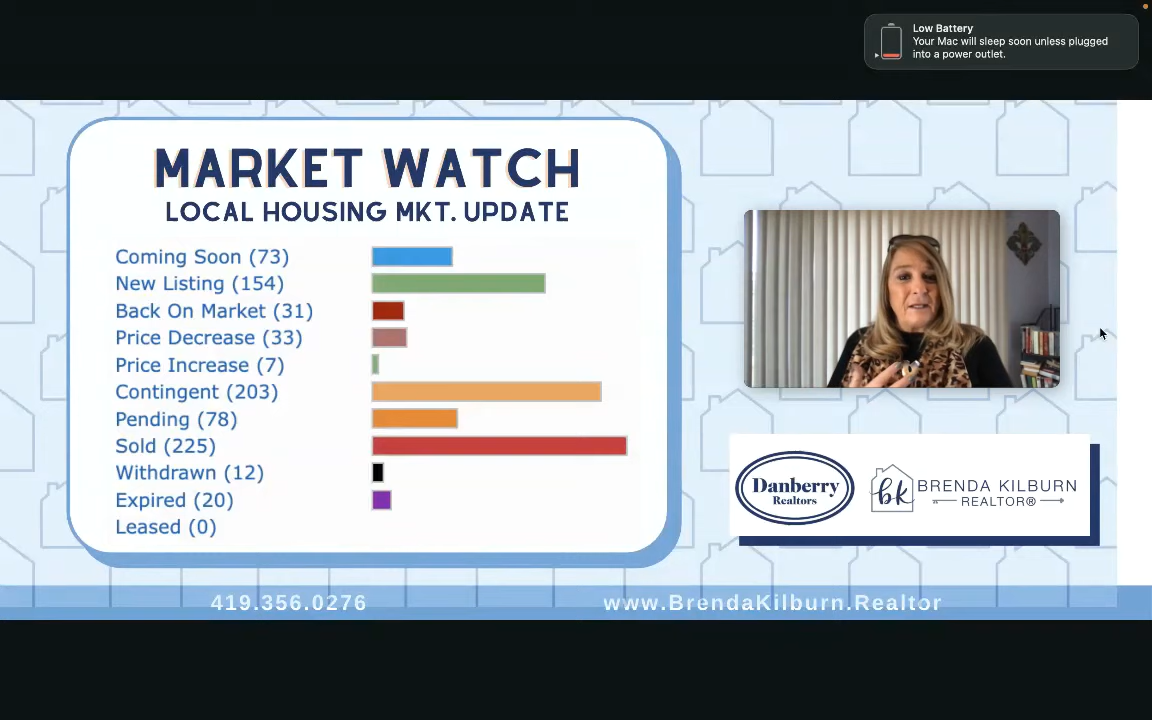 Low Battery
Your Mac will sleep soon unless plugged
into a power outlet.
MARKET WATCH
LOCAL HOUSING MKT. UPDATE
Coming Soon (73)
New Listing (154)
Back On Market (31)
Price Decrease (33)
Price Increase (7)
Contingent (203)
Pending (78)
Sold (225)
Withdrawn (12)
Expired (20)
Leased (0)
Danberry
Realtors
bk
BRENDA KILBURN
REALTOR®
419.356.0276
www.BrendaKilburn.Realtor